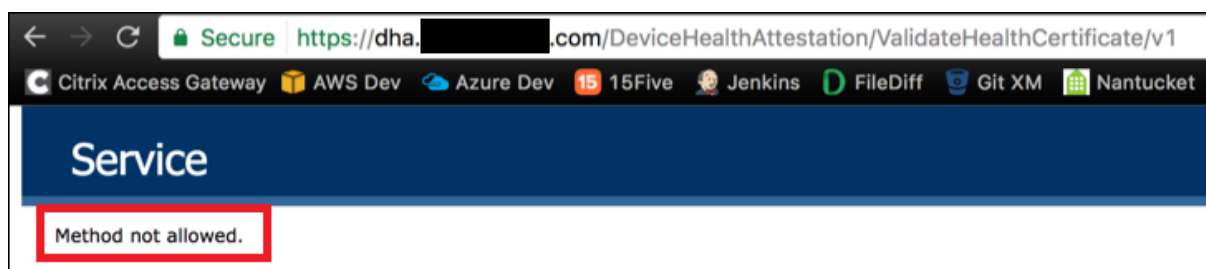 Secure https://dha. .com/DeviceHealthAttestation/ValidateHealthCertificate/v1
Citrix Access Gateway AWS Dev Azure Dev 15 15Five Jenkins D FileDiff Git XM Nantucket
Service
Method not allowed.